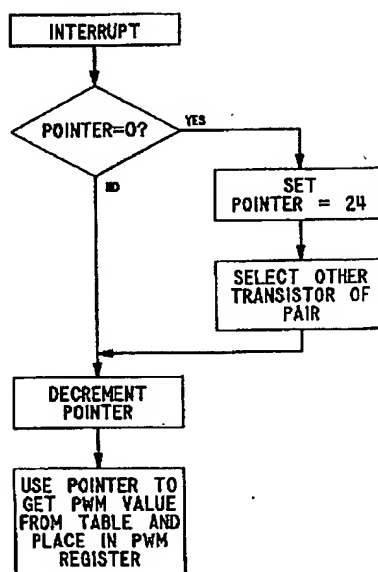 INTERRUPT
POINTER=0?
YES
NO
SET
POINTER = 24
SELECT OTHER
TRANSISTOR OF
PAIR
DECREMENT
POINTER
USE POINTER TO
GET PWM VALUE
FROM TABLE AND
PLACE IN PWM
REGISTER